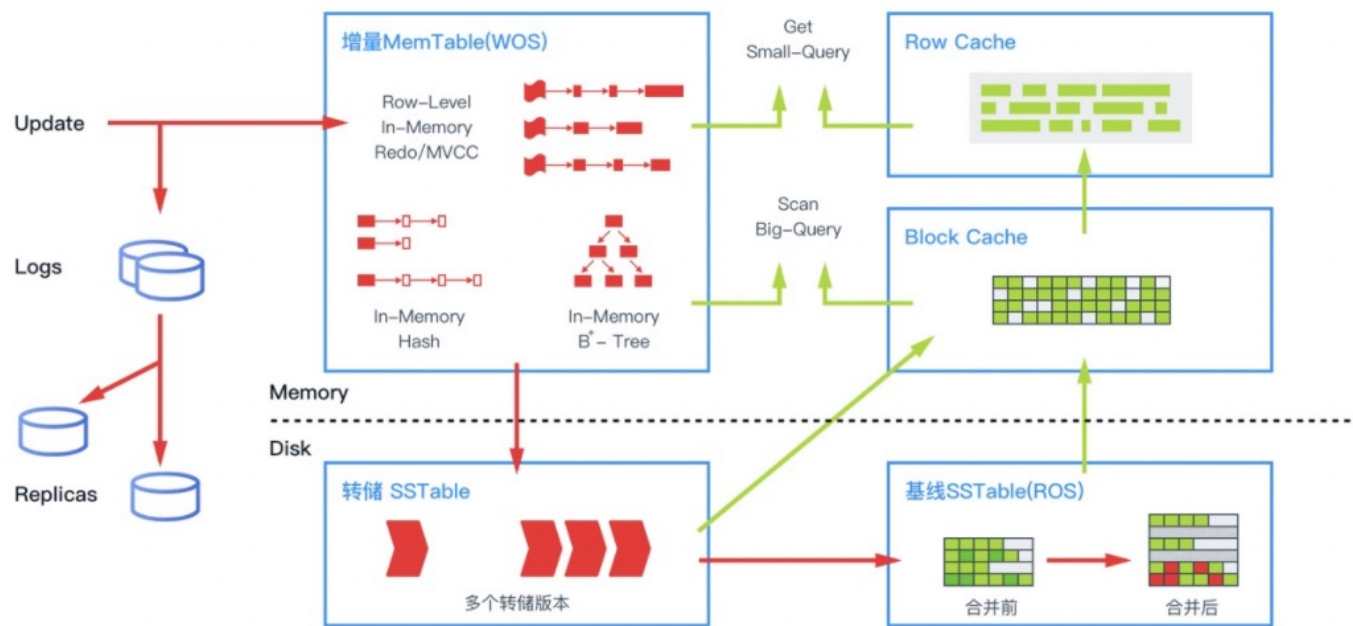 增量MemTable(WOS)
Row-Level
In-Memory
Redo/MVCC
In-Memory
Hash
In-Memory
B*- Tree
Get
Small-Query
Scan
Big-Query
Row Cache
Block Cache
Update
Logs
Replicas
Memory
Disk
转储 SSTable
多个转储版本
基线SSTable(ROS)
合并前
合并后